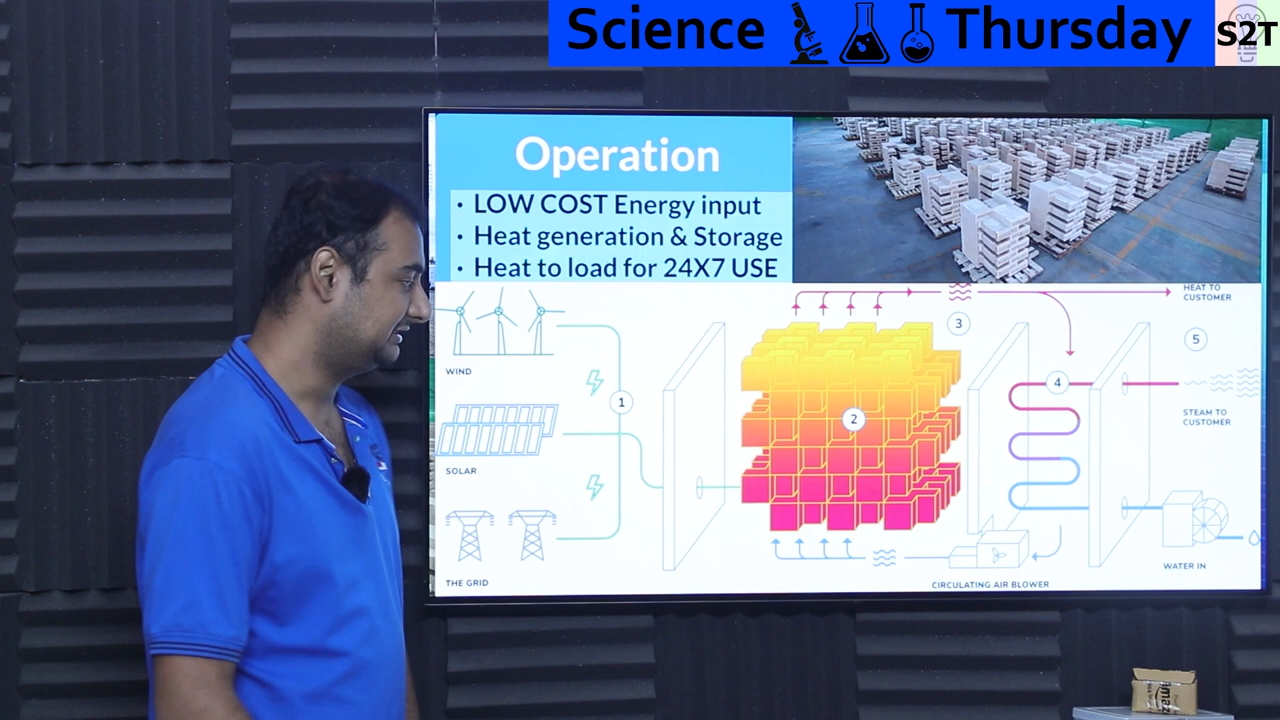 Science Thursday
S2T
Operation
· LOW COST Energy input
· Heat generation & Storage
· Heat to load for 24X7 USE
HEAT TO
CUSTOMER
3
5
WIND
1
4
2
STEAM TO
CUSTOMER
SOLAR
WATER IN
THE GRID
CIRCULATING AIR BLOWER